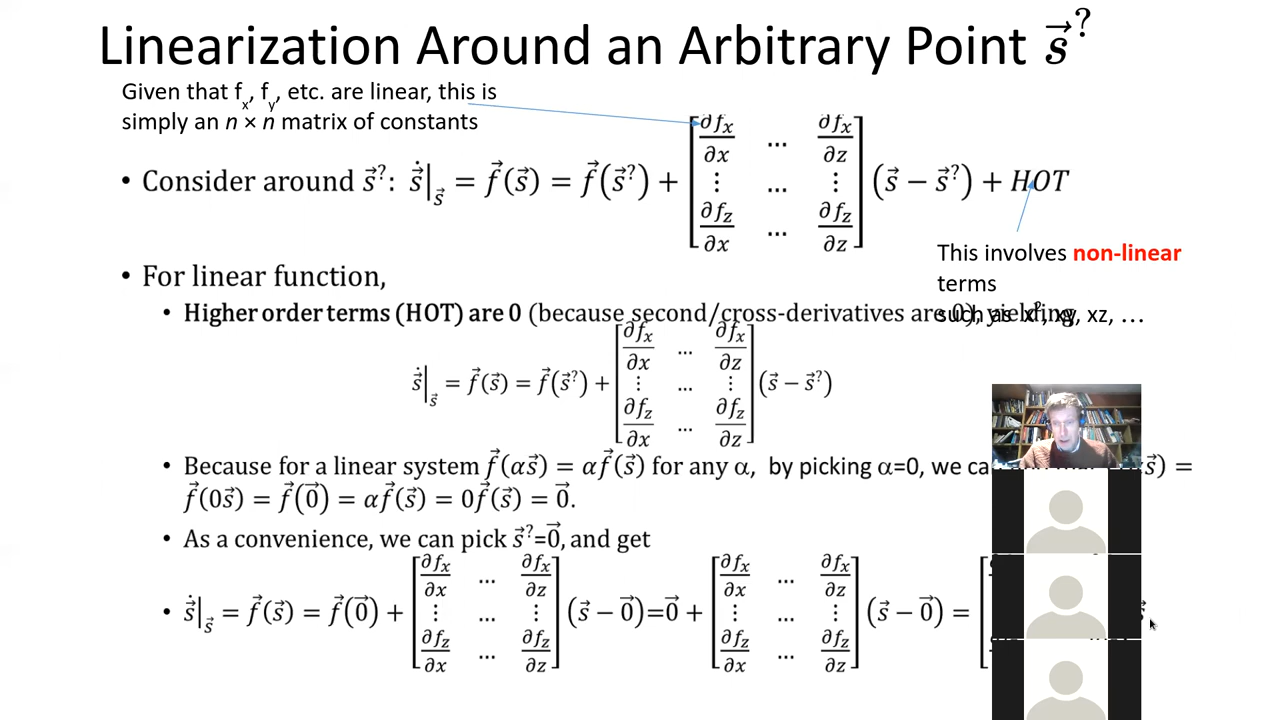 Linearization Around an Arbitrary Point s⃗^?
Given that f_x, f_y, etc. are linear, this is
simply an n × n matrix of constants
• Consider around s⃗^?: s⃗̇|_s⃗ = f⃗(s⃗) = f⃗(s⃗^?) + [∂f_x/∂x … ∂f_x/∂z ⋮ … ⋮ ∂f_z/∂x … ∂f_z/∂z] (s⃗ − s⃗^?) + HOT
This involves non-linear
terms
such as x², xy, xz, …
• For linear function,
• Higher order terms (HOT) are 0 (because second/cross-derivatives are 0), yielding
s⃗̇|_s⃗ = f⃗(s⃗) = f⃗(s⃗^?) + [∂f_x/∂x … ∂f_x/∂z ⋮ … ⋮ ∂f_z/∂x … ∂f_z/∂z] (s⃗ − s⃗^?)
• Because for a linear system f⃗(αs⃗) = αf⃗(s⃗) for any α, by picking α=0, we s⃗) =
f⃗(0s⃗) = f⃗(0⃗) = αf⃗(s⃗) = 0f⃗(s⃗) = 0⃗.
• As a convenience, we can pick s⃗^?=0⃗, and get
• s⃗̇|_s⃗ = f⃗(s⃗) = f⃗(0⃗) + [∂f_x/∂x … ∂f_x/∂z ⋮ … ⋮ ∂f_z/∂x … ∂f_z/∂z] (s⃗ − 0⃗)=0⃗ + [∂f_x/∂x … ∂f_x/∂z ⋮ … ⋮ ∂f_z/∂x … ∂f_z/∂z] (s⃗ − 0⃗) = [